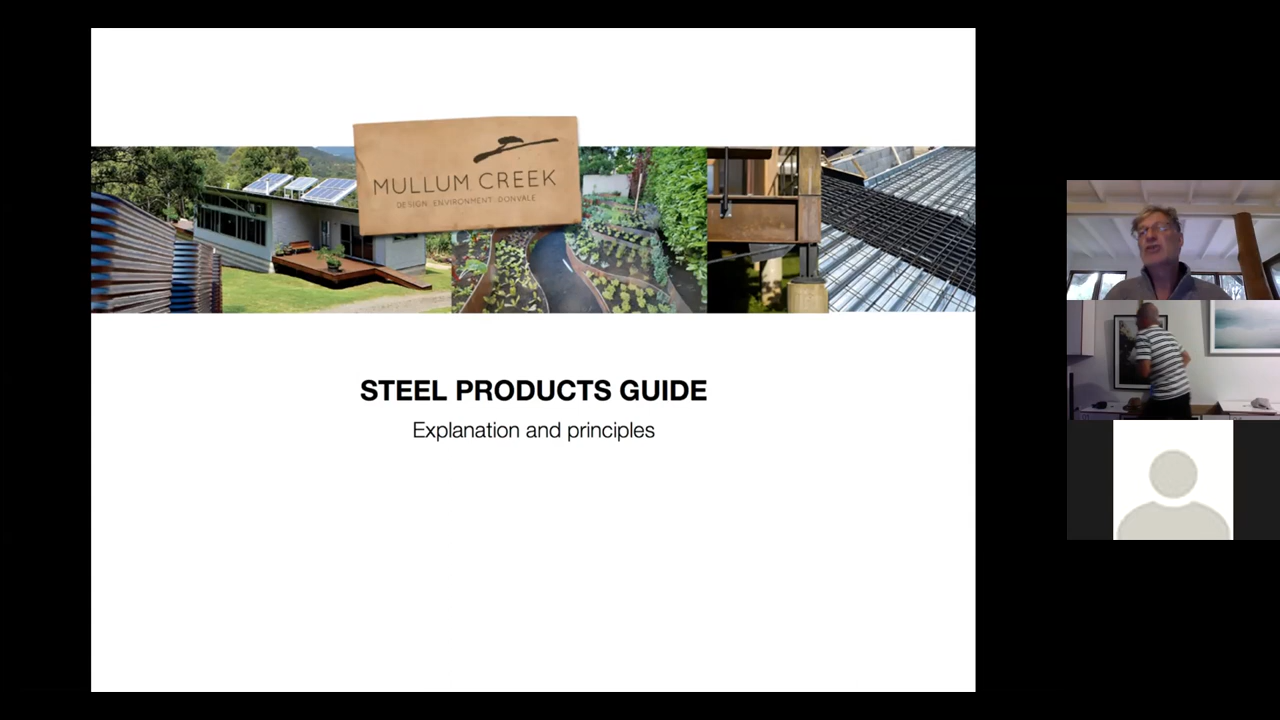 MULLUM CREEK
DESIGN ENVIRONMENT DONVALE
STEEL PRODUCTS GUIDE
Explanation and principles